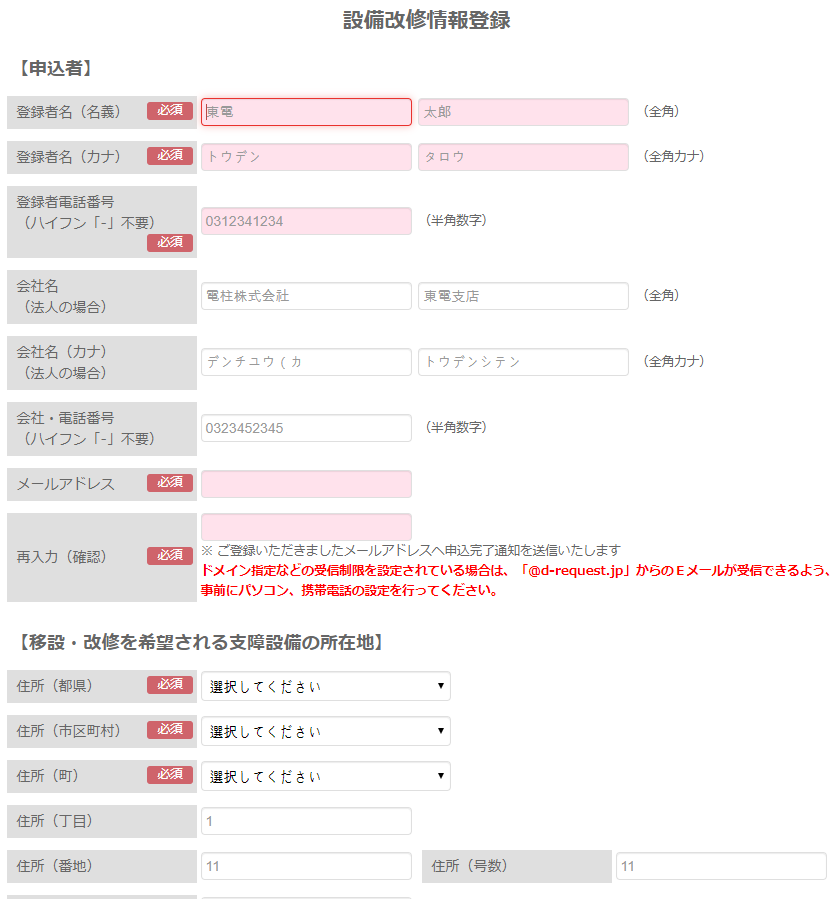 設備改修情報登録
【申込者】
登録者名（名義） 必須 東電 太郎 （全角）
登録者名（カナ） 必須 トウデン タロウ （全角カナ）
登録者電話番号
（ハイフン「-」不要）
必須
0312341234 （半角数字）
会社名
（法人の場合）
電柱株式会社 東電支店 （全角）
会社名（カナ）
（法人の場合）
デンチユウ（カ トウデンシテン （全角カナ）
会社・電話番号
（ハイフン「-」不要）
0323452345 （半角数字）
メールアドレス 必須
再入力（確認） 必須
※ ご登録いただきましたメールアドレスへ申込完了通知を送信いたします
ドメイン指定などの受信制限を設定されている場合は、「@d-request.jp」からのＥメールが受信できるよう、
事前にパソコン、携帯電話の設定を行ってください。
【移設・改修を希望される支障設備の所在地】
住所（都県） 必須 選択してください
住所（市区町村） 必須 選択してください
住所（町） 必須 選択してください
住所（丁目） 1
住所（番地） 11 住所（号数） 11